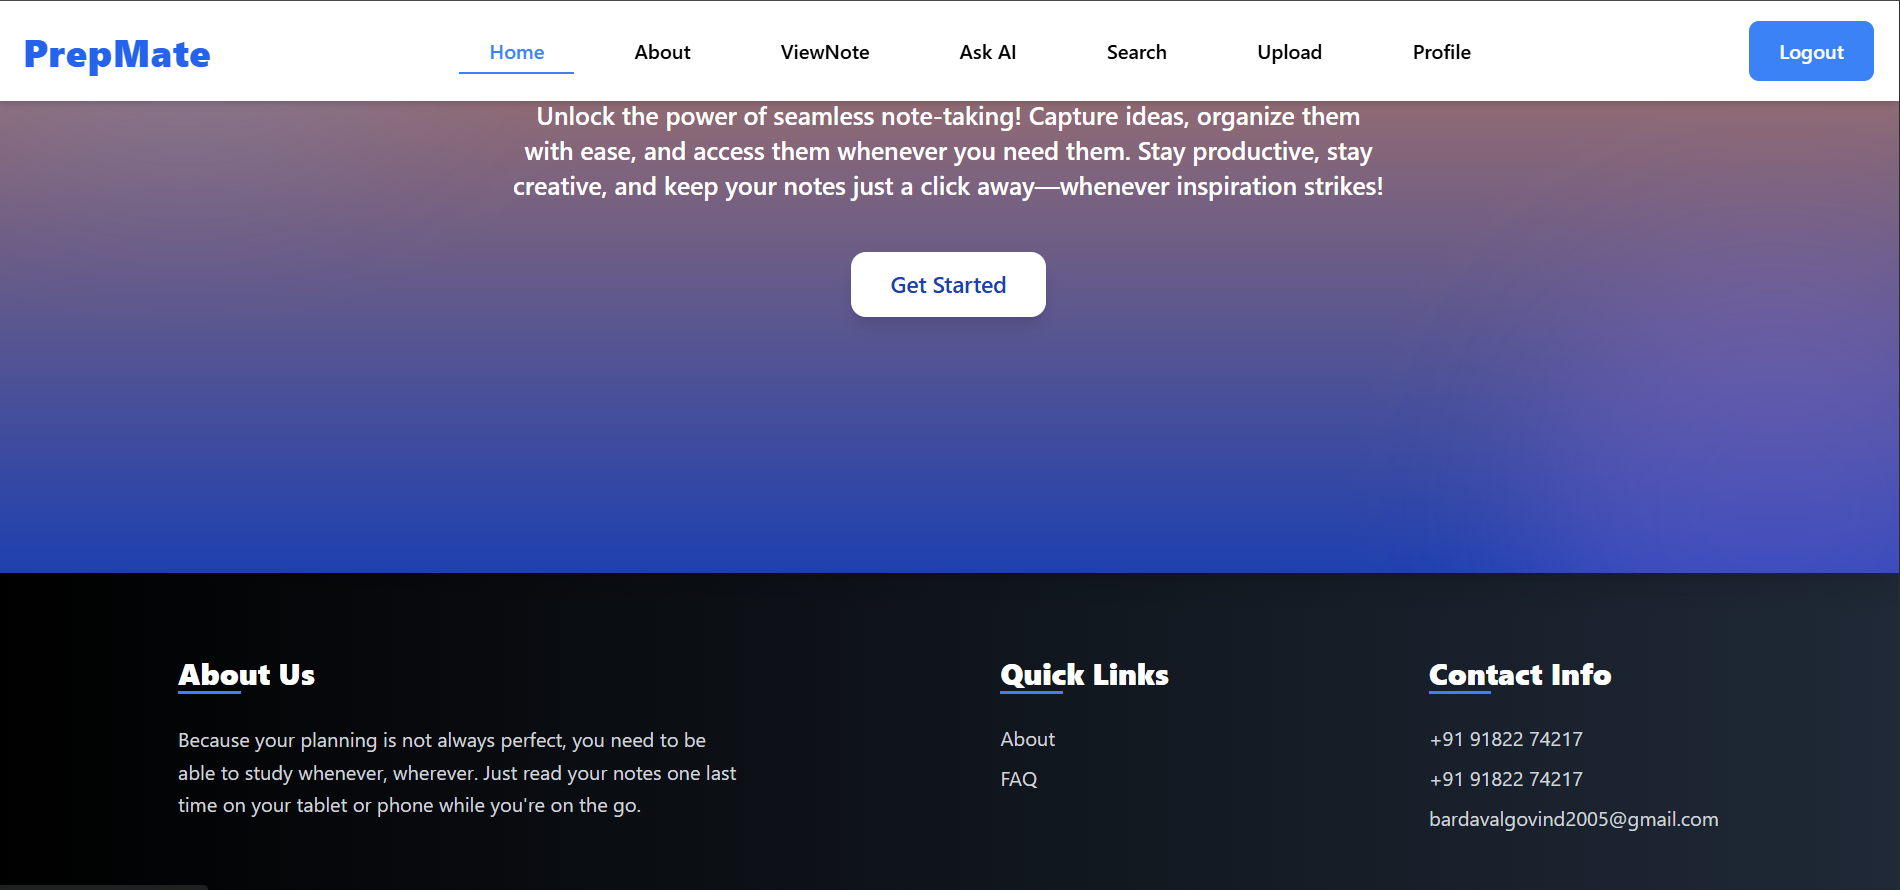 PrepMate
Home
About
ViewNote
Ask AI
Search
Upload
Profile
Logout
Unlock the power of seamless note-taking! Capture ideas, organize them
with ease, and access them whenever you need them. Stay productive, stay
creative, and keep your notes just a click away—whenever inspiration strikes!
Get Started
About Us
Because your planning is not always perfect, you need to be
able to study whenever, wherever. Just read your notes one last
time on your tablet or phone while you're on the go.
Quick Links
About
FAQ
Contact Info
+91 91822 74217
+91 91822 74217
bardavalgovind2005@gmail.com